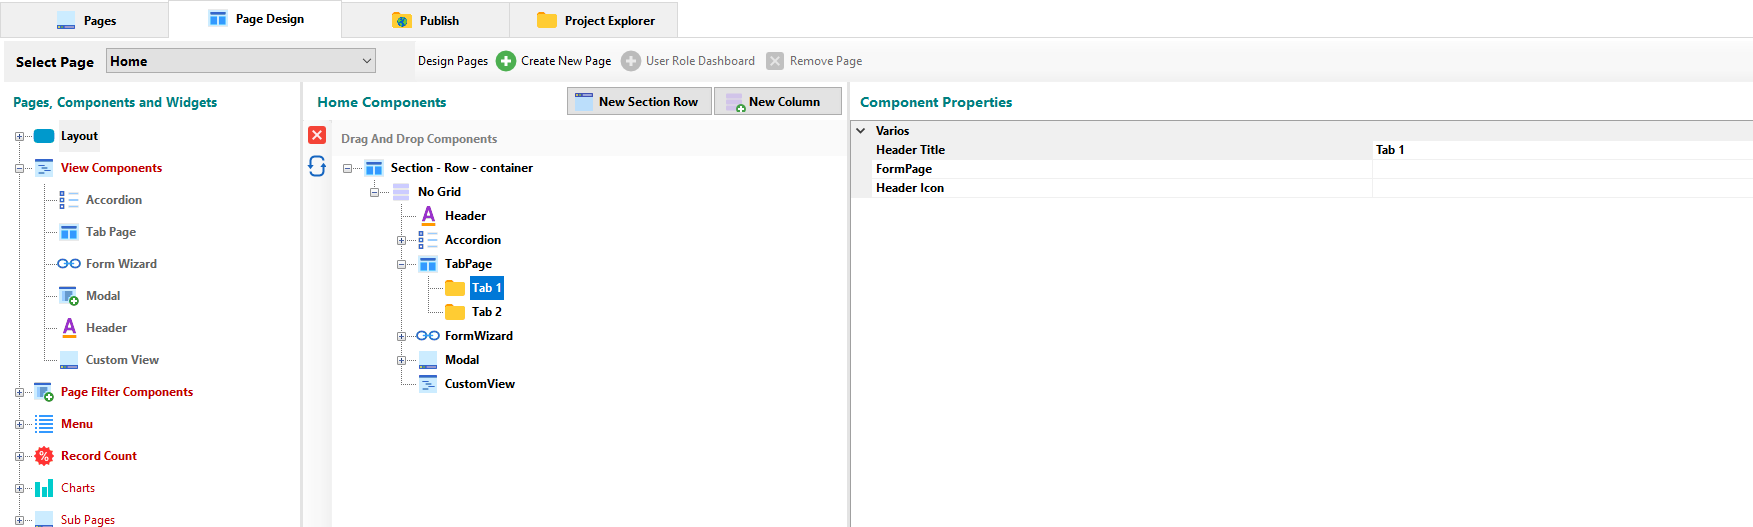 Pages
Page Design
Publish
Project Explorer
Select Page
Home
Design Pages
Create New Page
User Role Dashboard
Remove Page
Pages, Components and Widgets
Layout
View Components
Accordion
Tab Page
Form Wizard
Modal
Header
Custom View
Page Filter Components
Menu
Record Count
Charts
Sub Pages
Home Components
New Section Row
New Column
Drag And Drop Components
Section - Row - container
No Grid
Header
Accordion
TabPage
Tab 1
Tab 2
FormWizard
Modal
CustomView
Component Properties
Varios
Header Title Tab 1
FormPage
Header Icon